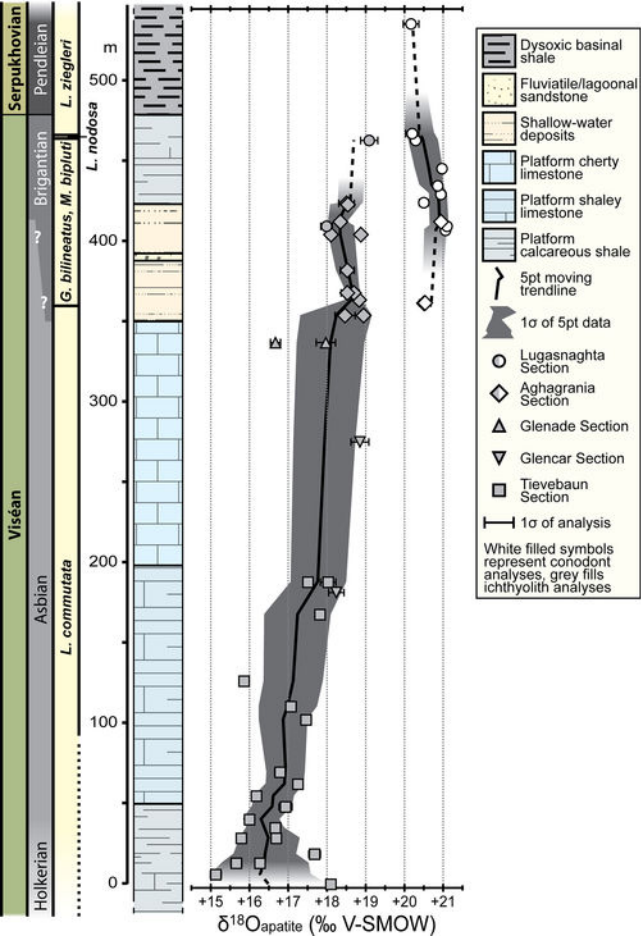 Serpukhovian
Viséan
Pendleian
Brigantian
?
?
Asbian
Holkerian
L. ziegleri
L. nodosa
G. bilineatus, M. bipluti
L. commutata
m
500
400
300
200
100
0
+15 +16 +17 +18 +19 +20 +21
δ18Oapatite (‰ V-SMOW)
Dysoxic basinal
shale
Fluviatile/lagoonal
sandstone
Shallow-water
deposits
Platform cherty
limestone
Platform shaley
limestone
Platform
calcareous shale
5pt moving
trendline
1σ of 5pt data
Lugasnaghta
Section
Aghagrania
Section
Glenade Section
Glencar Section
Tievebaun
Section
1σ of analysis
White filled symbols
represent conodont
analyses, grey fills
ichthyolith analyses